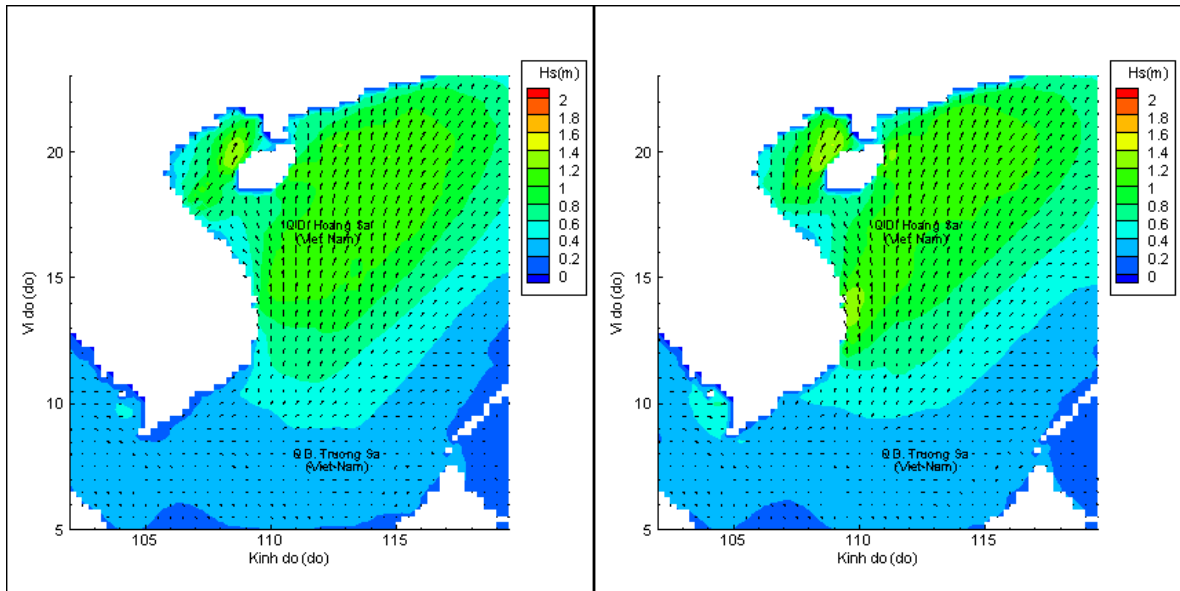 Hs(m)
2
1.8
1.6
1.4
1.2
1
0.8
0.6
0.4
0.2
0
20
15
10
5
Vi do (do)
105
110
115
Kinh do (do)
Q.D. Hoang Sa
(Viet Nam)
Q.D. Truong Sa
(Viet-Nam)
Hs(m)
2
1.8
1.6
1.4
1.2
1
0.8
0.6
0.4
0.2
0
20
15
10
5
Vi do (do)
105
110
115
Kinh do (do)
Q.D. Hoang Sa
(Viet Nam)
Q.D. Truong Sa
(Viet-Nam)